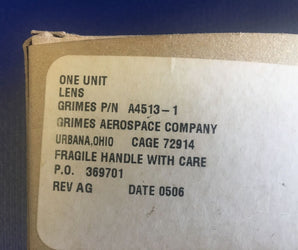 ONE UNIT
LENS
GRIMES P/N A4513-1
GRIMES AEROSPACE COMPANY
URBANA,OHIO CAGE 72914
FRAGILE HANDLE WITH CARE
P.O. 369701
REV AG DATE 0506